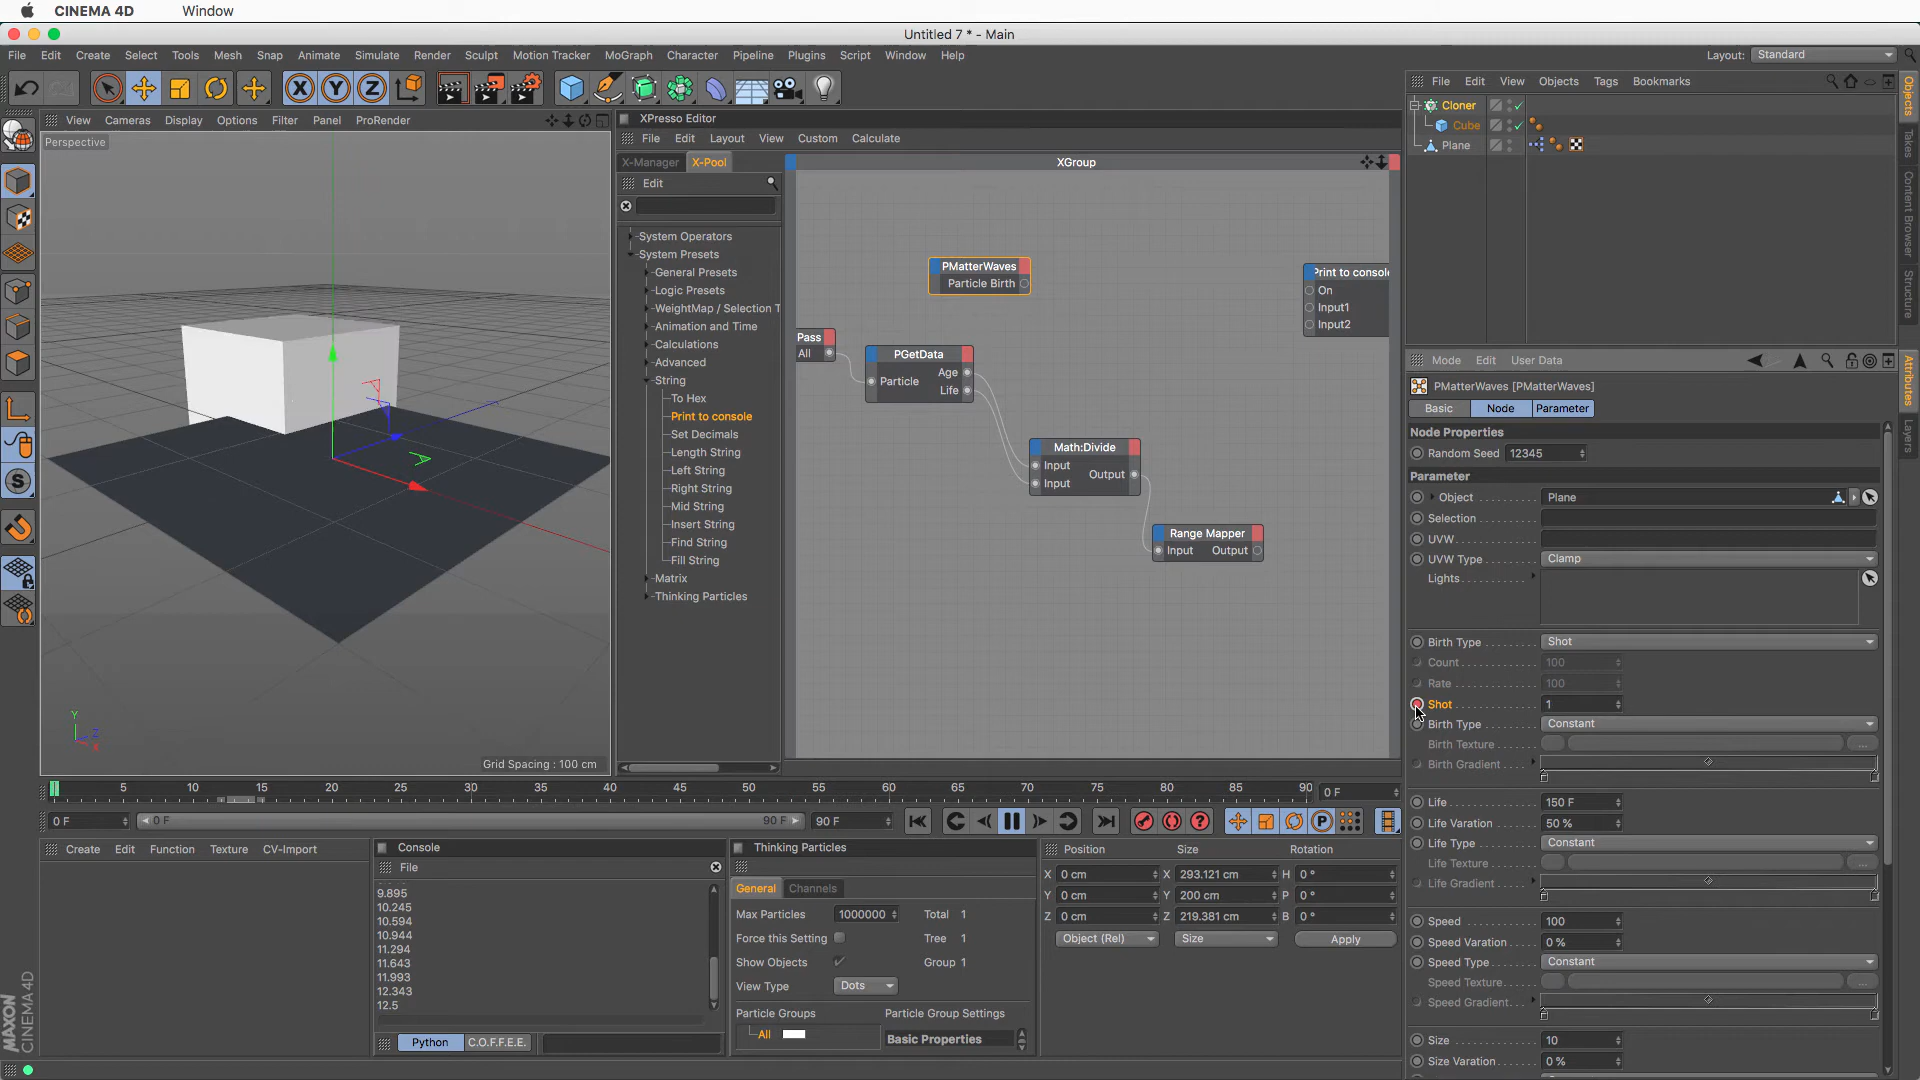 CINEMA 4D Window
Untitled 7 * - Main
File Edit Create Select Tools Mesh Snap Animate Simulate Render Sculpt Motion Tracker MoGraph Character Pipeline Plugins Script Window Help
Layout: Standard
X Y Z
File Edit View Objects Tags Bookmarks
Cloner
Cube
Plane
Objects
Takes
Content Browser
Structure
View Cameras Display Options Filter Panel ProRender
Perspective
Y
Z
X
Grid Spacing : 100 cm
XPresso Editor
File Edit Layout View Custom Calculate
X-Manager X-Pool
Edit
System Operators
System Presets
General Presets
Logic Presets
WeightMap / Selection T
Animation and Time
Calculations
Advanced
String
To Hex
Print to console
Set Decimals
Length String
Left String
Right String
Mid String
Insert String
Find String
Fill String
Matrix
Thinking Particles
XGroup
PMatterWaves
Particle Birth
Print to console
On
Input1
Input2
Pass
All
PGetData
Particle
Age
Life
Math:Divide
Input
Input
Output
Range Mapper
Input Output
Mode Edit User Data
Attributes
Layers
PMatterWaves [PMatterWaves]
Basic Node Parameter
Node Properties
Random Seed 12345
Parameter
Object Plane
Selection
UVW
UVW Type Clamp
Lights
Birth Type Shot
Count 100
Rate 100
Shot 1
Birth Type Constant
Birth Texture ...
Birth Gradient
Life 150 F
Life Variation 50 %
Life Type Constant
Life Texture ...
Life Gradient
Speed 100
Speed Variation 0 %
Speed Type Constant
Speed Texture ...
Speed Gradient
Size 10
Size Variation 0 %
5 10 15 20 25 30 35 40 45 50 55 60 65 70 75 80 85 90
0 F
0 F 0 F 90 F 90 F
P
Create Edit Function Texture CV-Import
MAXON
CINEMA 4D
Console
File
9.895
10.245
10.594
10.944
11.294
11.643
11.993
12.343
12.5
Python C.O.F.F.E.E.
Thinking Particles
General Channels
Max Particles 1000000 Total 1
Force this Setting Tree 1
Show Objects Group 1
View Type Dots
Particle Groups Particle Group Settings
All Basic Properties
Position Size Rotation
X 0 cm X 293.121 cm H 0 °
Y 0 cm Y 200 cm P 0 °
Z 0 cm Z 219.381 cm B 0 °
Object (Rel) Size Apply